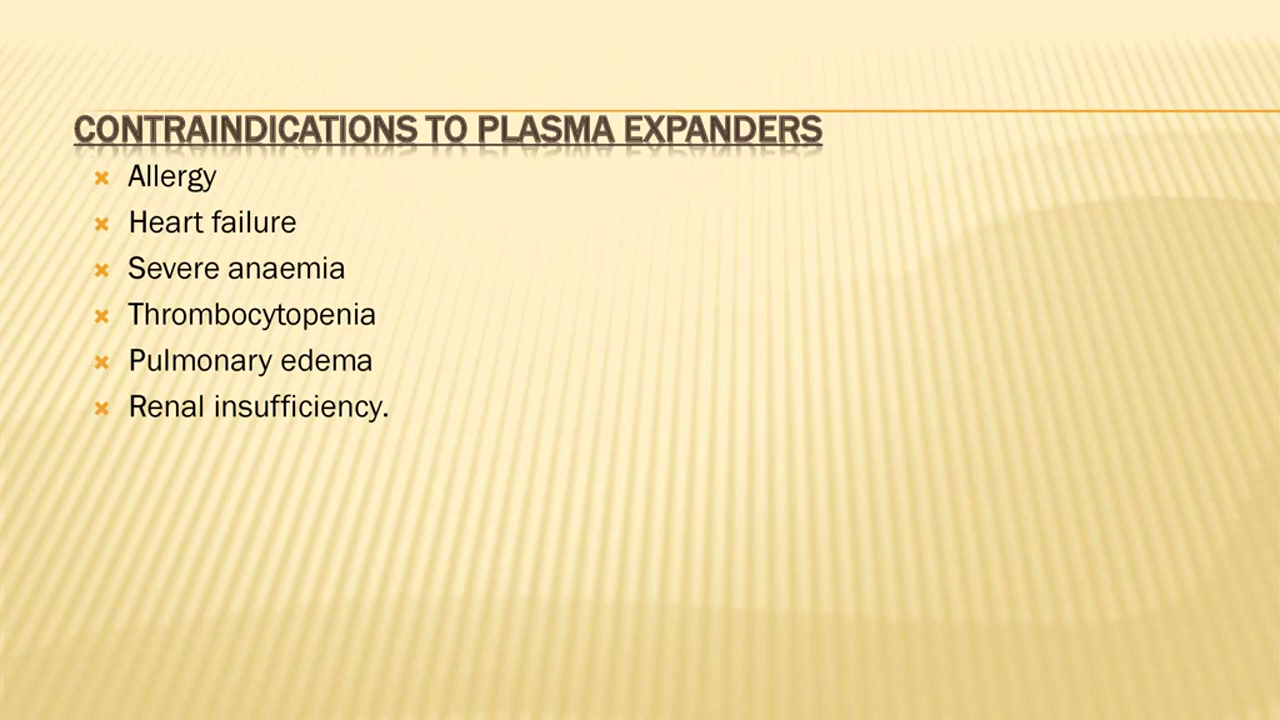 CONTRAINDICATIONS TO PLASMA EXPANDERS
Allergy
Heart failure
Severe anaemia
Thrombocytopenia
Pulmonary edema
Renal insufficiency.